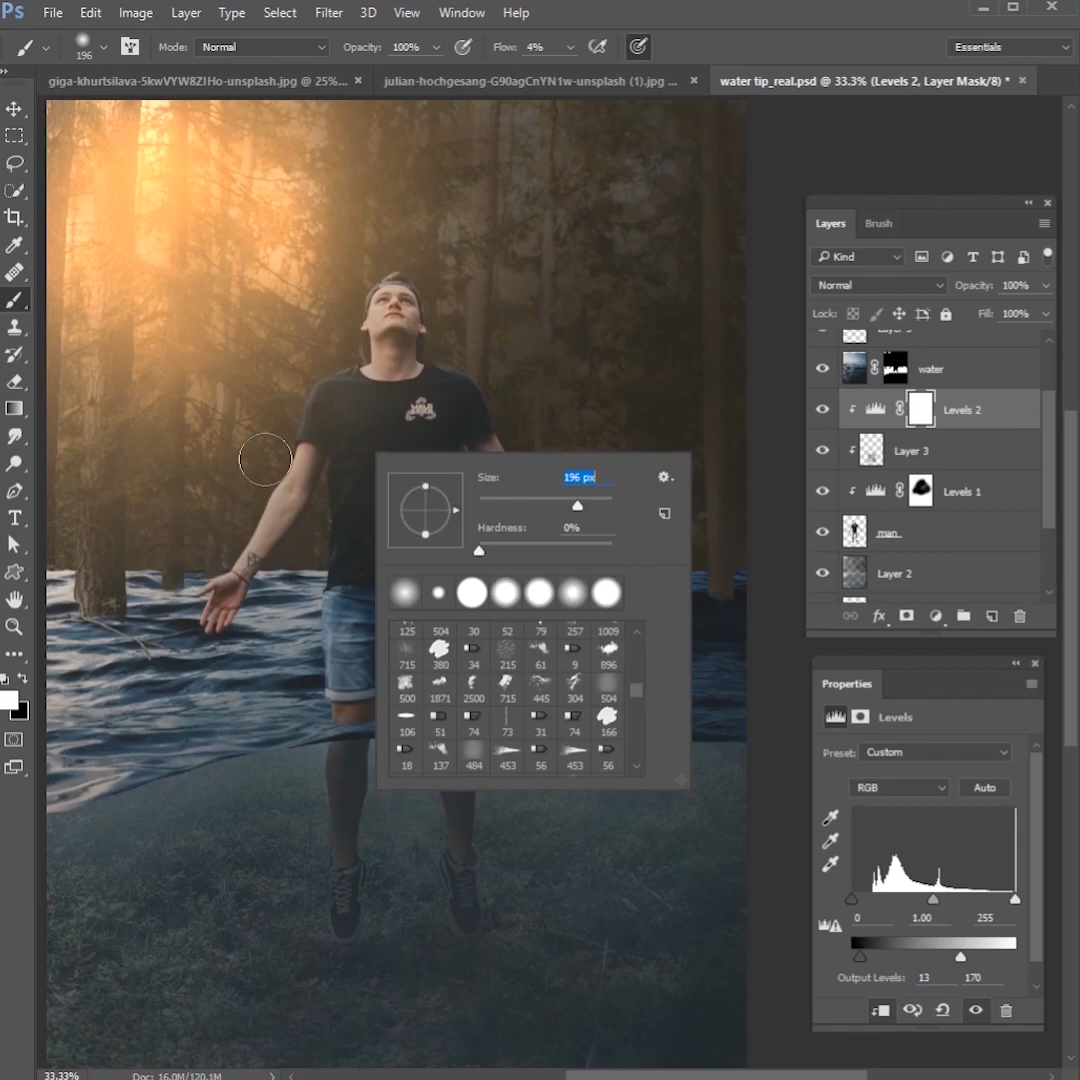 Ps File Edit Image Layer Type Select Filter 3D View Window Help
196 Mode: Normal Opacity: 100% Flow: 4% Essentials
giga-khurtsilava-5kwVYW8ZIHo-unsplash.jpg @ 25%... × julian-hochgesang-G90agCnYN1w-unsplash (1).jpg ... × water tip_real.psd @ 33.3% (Levels 2, Layer Mask/8) * ×
Layers Brush
Kind
Normal Opacity: 100%
Lock: Fill: 100%
water
Levels 2
Layer 3
Levels 1
man
Layer 2
fx
Size: 196 px
Hardness: 0%
125 504 30 52 79 257 1009
715 380 34 215 61 9 896
500 1871 2500 715 445 304 504
106 51 74 73 31 74 166
18 137 484 453 56 453 56
Properties
Levels
Preset: Custom
RGB Auto
0 1.00 255
Output Levels: 13 170
33.33% Doc: 16.0M/120.1M